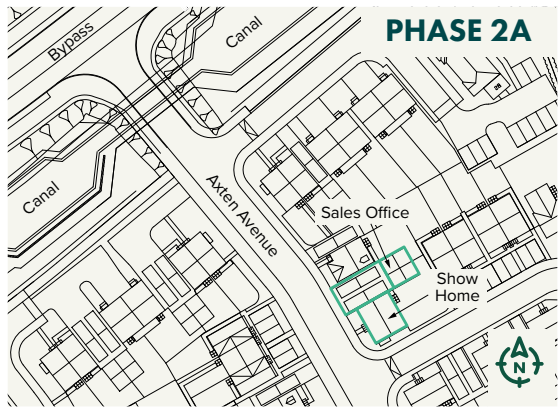 PHASE 2A
Bypass
Canal
Canal
Axten Avenue
Sales Office
Show
Home
N